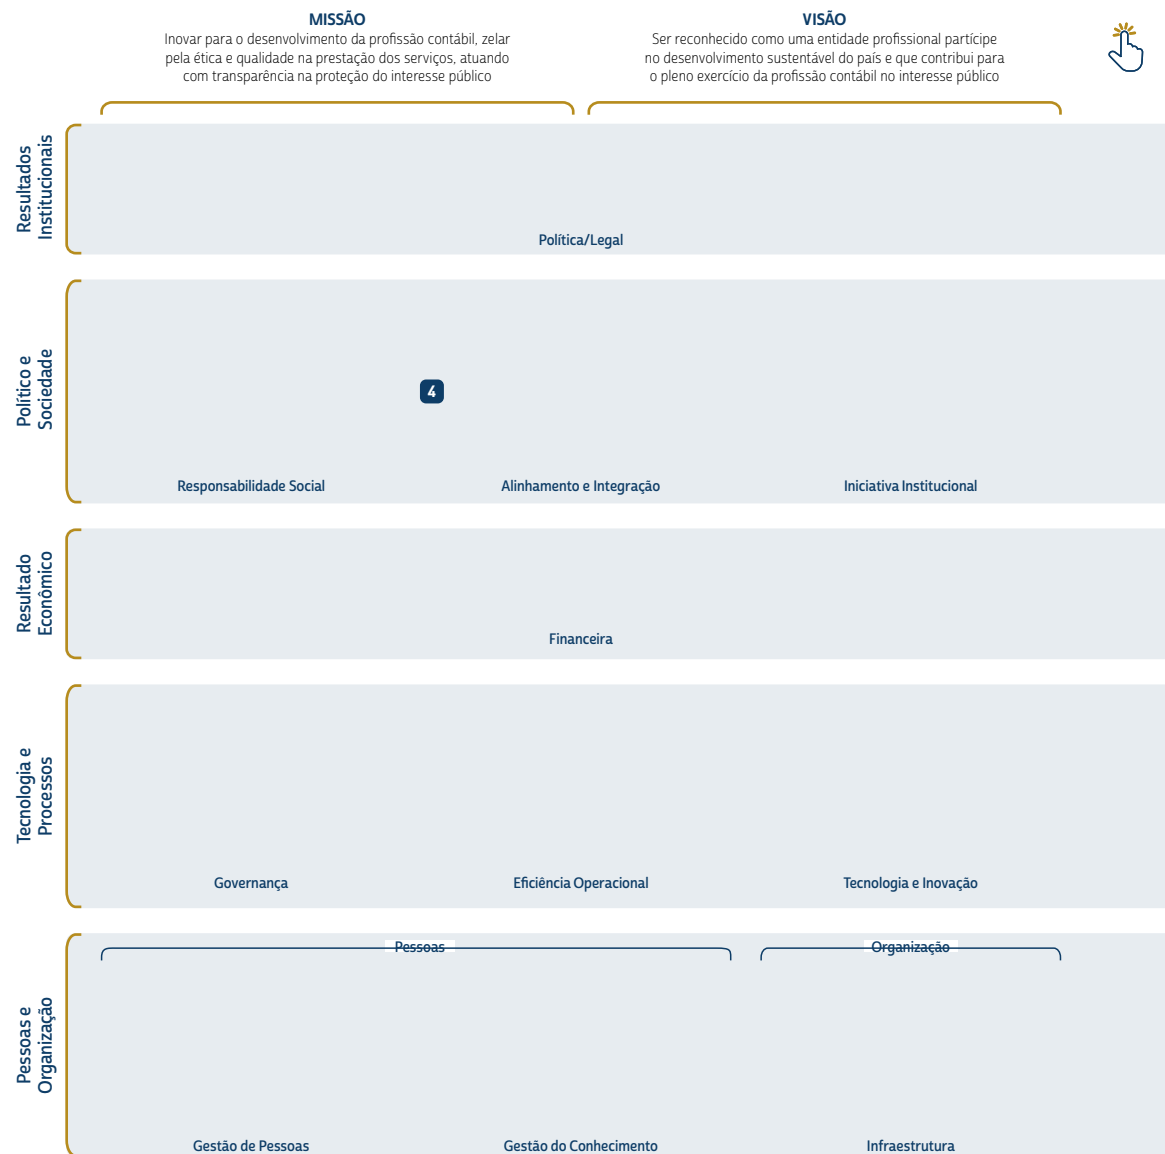 MISSÃO
Inovar para o desenvolvimento da profissão contábil, zelar
pela ética e qualidade na prestação dos serviços, atuando
com transparência na proteção do interesse público
VISÃO
Ser reconhecido como uma entidade profissional partícipe
no desenvolvimento sustentável do país e que contribui para
o pleno exercício da profissão contábil no interesse público
Resultados
Institucionais
Política/Legal
Político e
Sociedade
4
Responsabilidade Social
Alinhamento e Integração
Iniciativa Institucional
Resultado
Econômico
Financeira
Tecnologia e
Processos
Governança
Eficiência Operacional
Tecnologia e Inovação
Pessoas e
Organização
Pessoas
Organização
Gestão de Pessoas
Gestão do Conhecimento
Infraestrutura